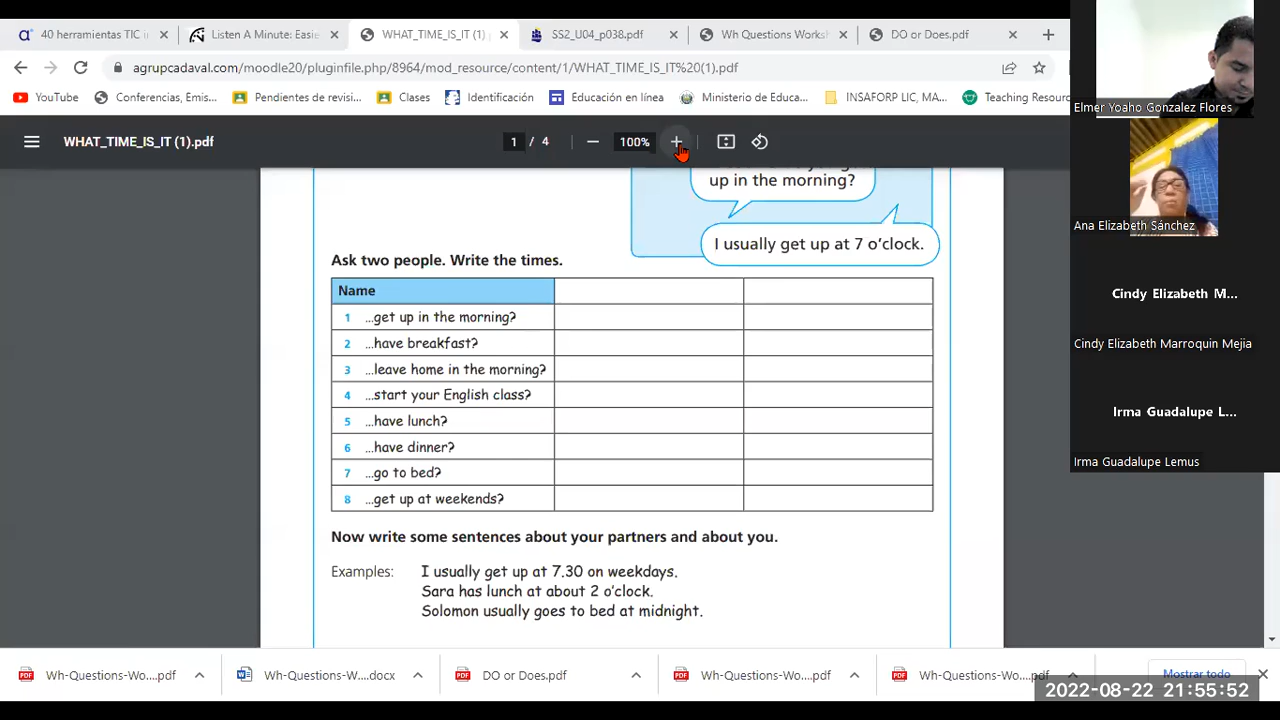 40 herramientas TIC i
Listen A Minute: Easie
WHAT_TIME_IS_IT (1).p
SS2_U04_p038.pdf
Wh Questions Worksh
DO or Does.pdf
agrupcadaval.com/moodle20/pluginfile.php/8964/mod_resource/content/1/WHAT_TIME_IS_IT%20(1).pdf
YouTube
Conferencias, Emis...
Pendientes de revisi...
Clases
Identificación
Educación en línea
Ministerio de Educa...
INSAFORP LIC, MA...
Teaching Resourc
WHAT_TIME_IS_IT (1).pdf
1 / 4
100%
Elmer Yoaho Gonzalez Flores
Ana Elizabeth Sánchez
Cindy Elizabeth M...
Cindy Elizabeth Marroquin Mejia
Irma Guadalupe L...
Irma Guadalupe Lemus
up in the morning?
I usually get up at 7 o'clock.
Ask two people. Write the times.
Name
1 ...get up in the morning?
2 ...have breakfast?
3 ...leave home in the morning?
4 ...start your English class?
5 ...have lunch?
6 ...have dinner?
7 ...go to bed?
8 ...get up at weekends?
Now write some sentences about your partners and about you.
Examples: I usually get up at 7.30 on weekdays.
Sara has lunch at about 2 o'clock.
Solomon usually goes to bed at midnight.
Wh-Questions-Wo....pdf
Wh-Questions-W....docx
DO or Does.pdf
Wh-Questions-Wo....pdf
Wh-Questions-Wo....pdf
Mostrar todo
2022-08-22 21:55:52